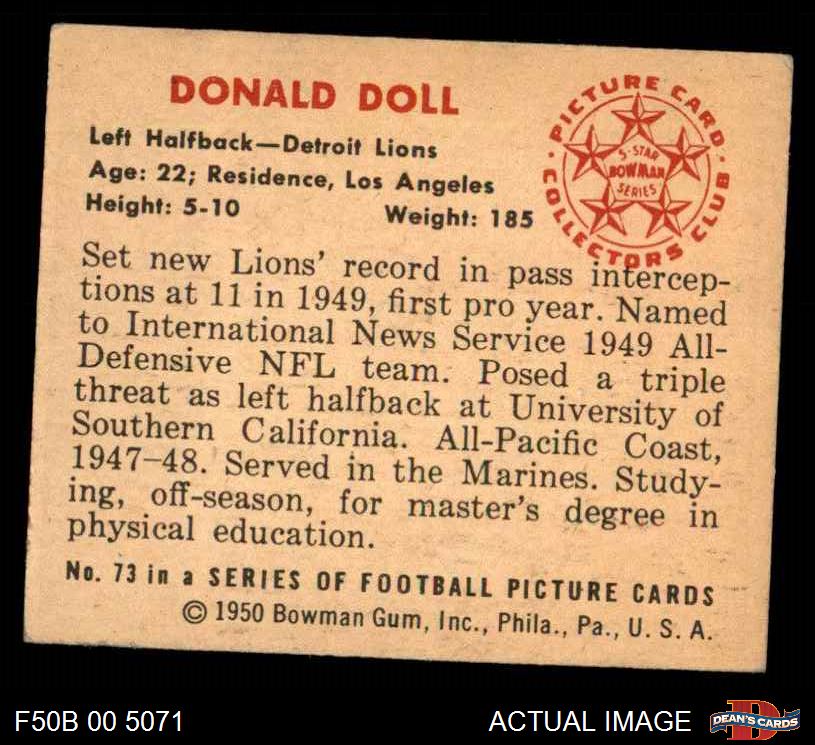 DONALD DOLL
Left Halfback—Detroit Lions
Age: 22; Residence, Los Angeles
Height: 5-10 Weight: 185
PICTURE CARD
COLLECTORS CLUB
5-STAR
BOWMAN
SERIES
Set new Lions' record in pass intercep-
tions at 11 in 1949, first pro year. Named
to International News Service 1949 All-
Defensive NFL team. Posed a triple
threat as left halfback at University of
Southern California. All-Pacific Coast,
1947–48. Served in the Marines. Study-
ing, off-season, for master's degree in
physical education.
No. 73 in a SERIES OF FOOTBALL PICTURE CARDS
© 1950 Bowman Gum, Inc., Phila., Pa., U. S. A.
F50B 00 5071 ACTUAL IMAGE
D
DEAN'S CARDS